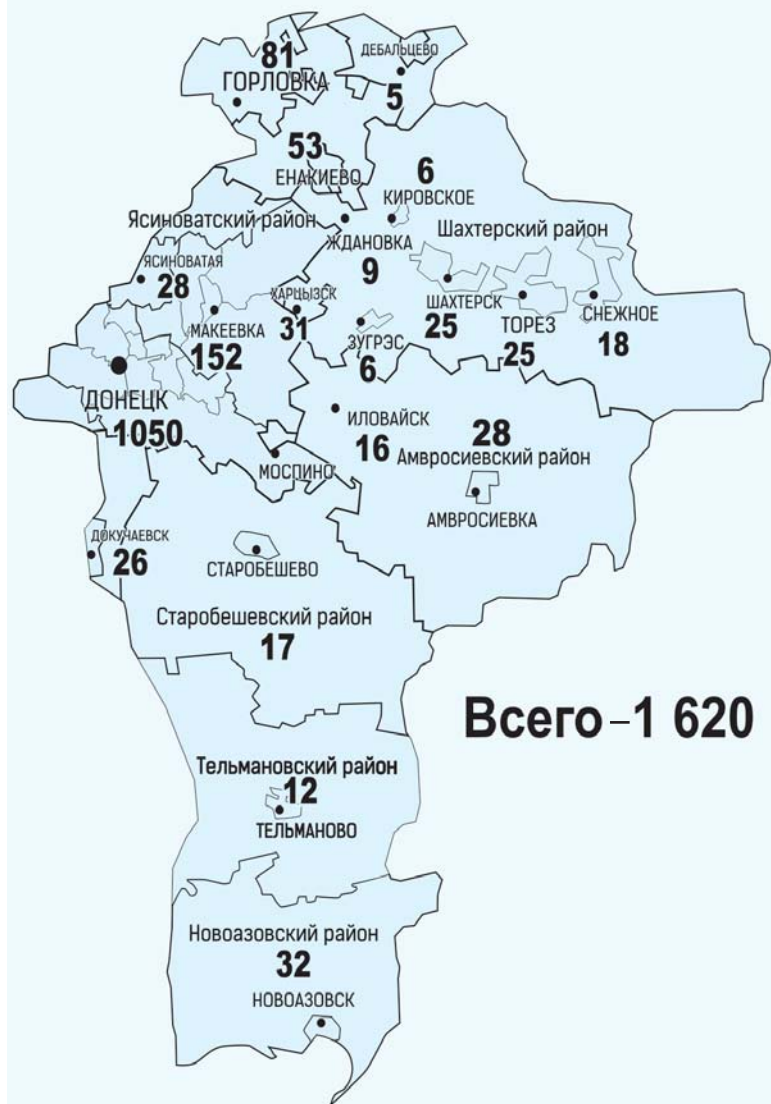 81
ГОРЛОВКА
ДЕБАЛЬЦЕВО
5
53
ЕНАКИЕВО
6
КИРОВСКОЕ
Ясиноватский район
ЖДАНОВКА
9
Шахтерский район
ЯСИНОВАТАЯ
28
МАКЕЕВКА
152
ХАРЦЫЗСК
31
ЗУГРЭС
6
ШАХТЕРСК
25
ТОРЕЗ
25
СНЕЖНОЕ
18
ДОНЕЦК
1050
ИЛОВАЙСК
16
28
Амвросиевский район
АМВРОСИЕВКА
МОСПИНО
ДОКУЧАЕВСК
26
СТАРОБЕШЕВО
Старобешевский район
17
Всего – 1 620
Тельмановский район
12
ТЕЛЬМАНОВО
Новоазовский район
32
НОВОАЗОВСК